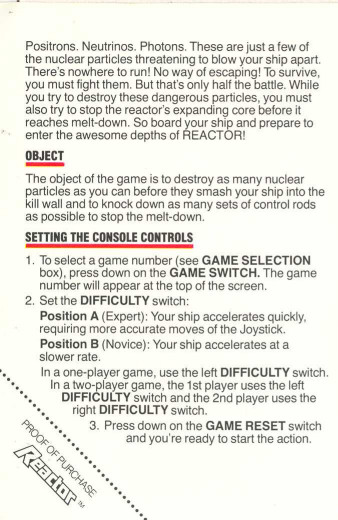 Positrons. Neutrinos. Photons. These are just a few of
the nuclear particles threatening to blow your ship apart.
There's nowhere to run! No way of escaping! To survive,
you must fight them. But that's only half the battle. While
you try to destroy these dangerous particles, you must
also try to stop the reactor's expanding core before it
reaches melt-down. So board your ship and prepare to
enter the awesome depths of REACTOR!
OBJECT
The object of the game is to destroy as many nuclear
particles as you can before they smash your ship into the
kill wall and to knock down as many sets of control rods
as possible to stop the melt-down.
SETTING THE CONSOLE CONTROLS
1. To select a game number (see GAME SELECTION
box), press down on the GAME SWITCH. The game
number will appear at the top of the screen.
2. Set the DIFFICULTY switch:
Position A (Expert): Your ship accelerates quickly,
requiring more accurate moves of the Joystick.
Position B (Novice): Your ship accelerates at a
slower rate.
In a one-player game, use the left DIFFICULTY switch.
In a two-player game, the 1st player uses the left
DIFFICULTY switch and the 2nd player uses the
right DIFFICULTY switch.
3. Press down on the GAME RESET switch
and you're ready to start the action.
PROOF OF PURCHASE
Reactor TM